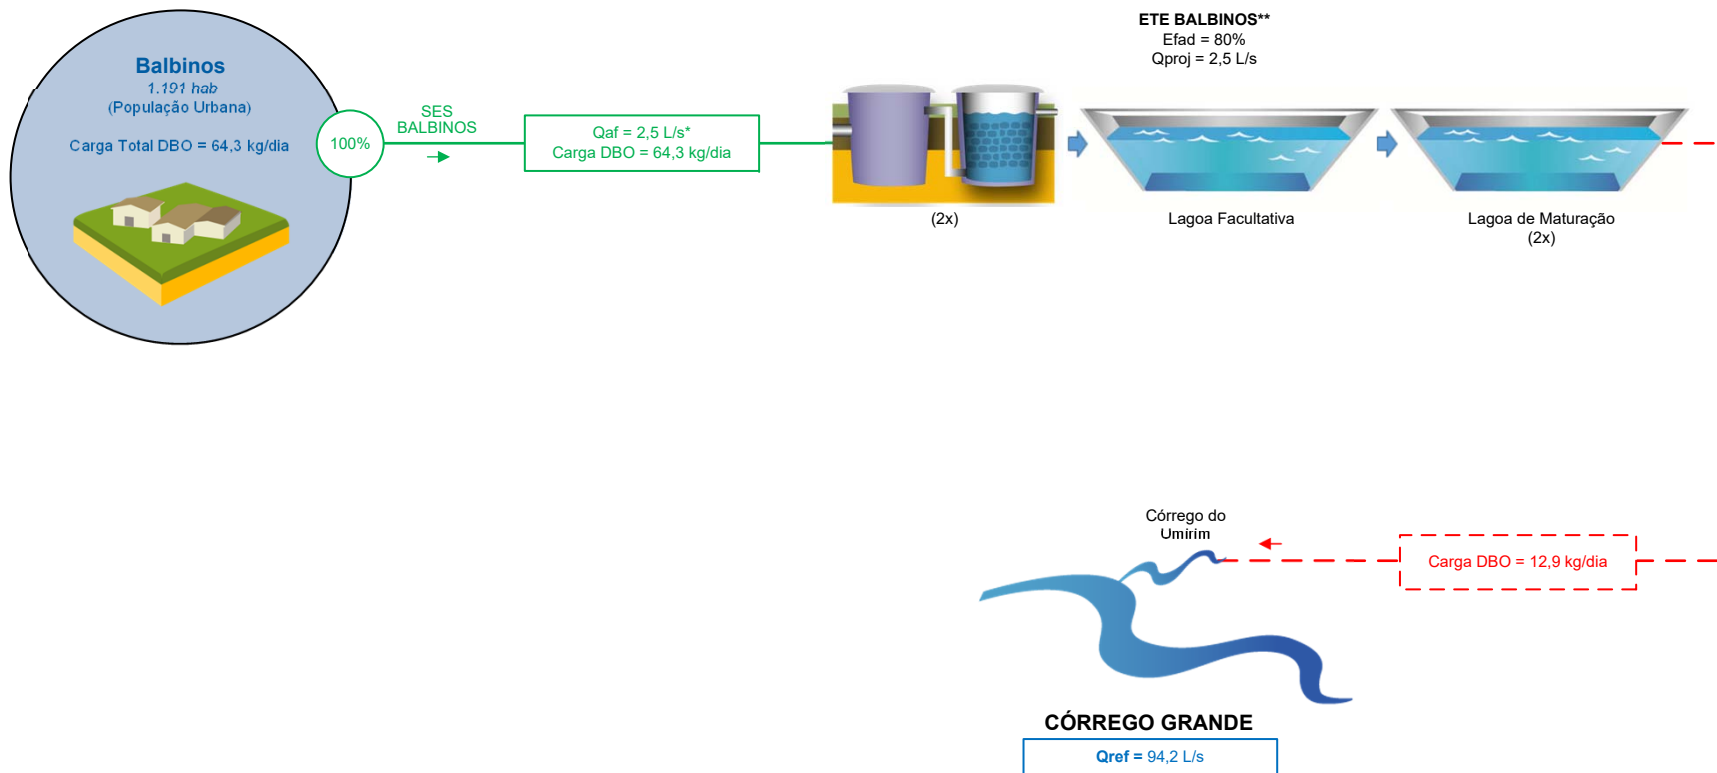 Balbinos
1.191 hab
(População Urbana)
Carga Total DBO = 64,3 kg/dia
100%
SES
BALBINOS
Qaf = 2,5 L/s*
Carga DBO = 64,3 kg/dia
ETE BALBINOS**
Efad = 80%
Qproj = 2,5 L/s
(2x)
Lagoa Facultativa
Lagoa de Maturação
(2x)
Córrego do
Umirim
Carga DBO = 12,9 kg/dia
CÓRREGO GRANDE
Qref = 94,2 L/s